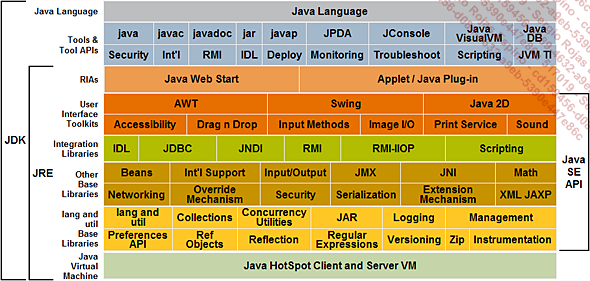 Java Language Java Language
Tools & Tool APIs
java javac javadoc jar javap JPDA JConsole Java VisualVM Java DB
Security Int'l RMI IDL Deploy Monitoring Troubleshoot Scripting JVM TI
RIAs Java Web Start Applet / Java Plug-in
User Interface Toolkits
AWT Swing Java 2D
Accessibility Drag n Drop Input Methods Image I/O Print Service Sound
Integration Libraries
IDL JDBC JNDI RMI RMI-IIOP Scripting
Other Base Libraries
Beans Int'l Support Input/Output JMX JNI Math
Networking Override Mechanism Security Serialization Extension Mechanism XML JAXP
lang and util Base Libraries
lang and util Collections Concurrency Utilities JAR Logging Management
Preferences API Ref Objects Reflection Regular Expressions Versioning Zip Instrumentation
Java Virtual Machine
Java HotSpot Client and Server VM
JDK
JRE
Java SE API